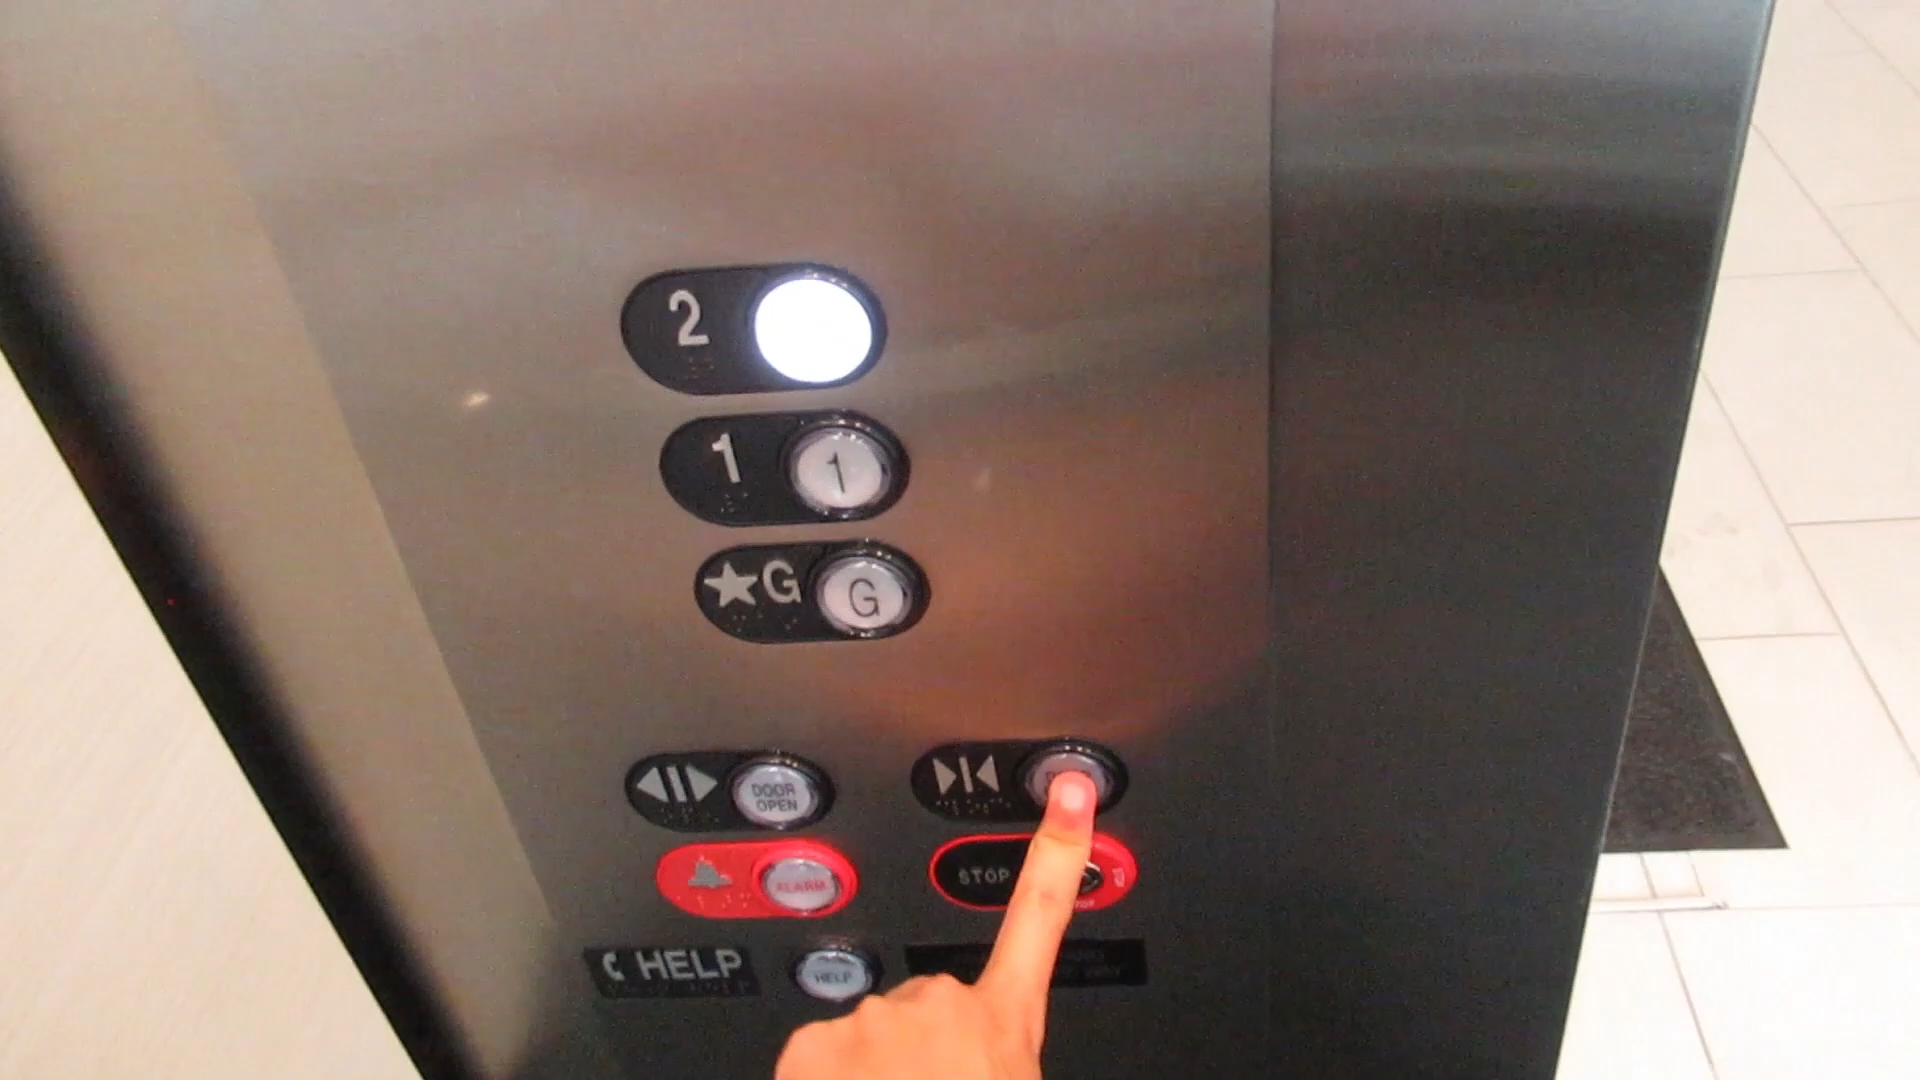 2
1 1
★G G
DOOR
OPEN
ALARM
STOP
HELP HELP